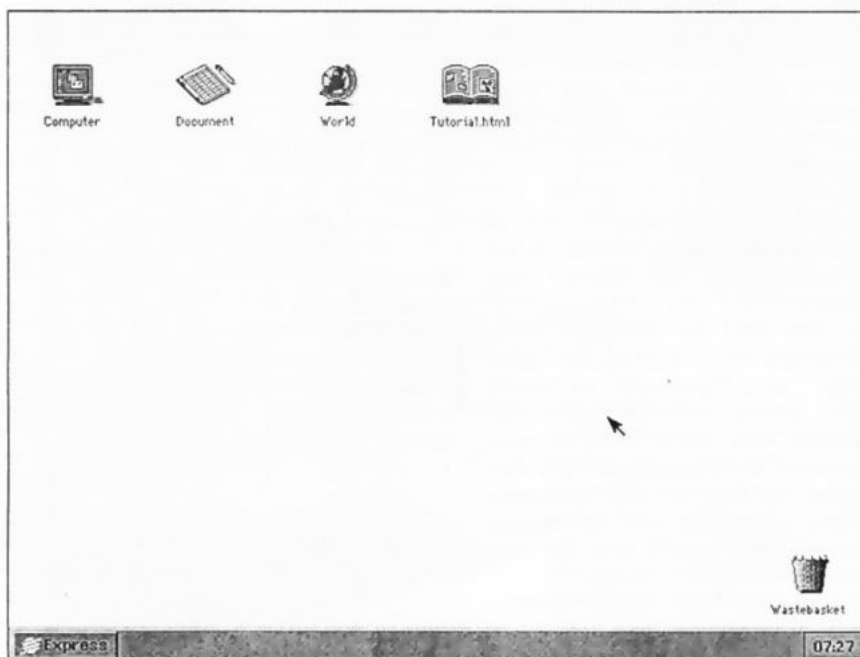 Computer
Document
World
Tutorial.html
Wastebasket
Express
07:27